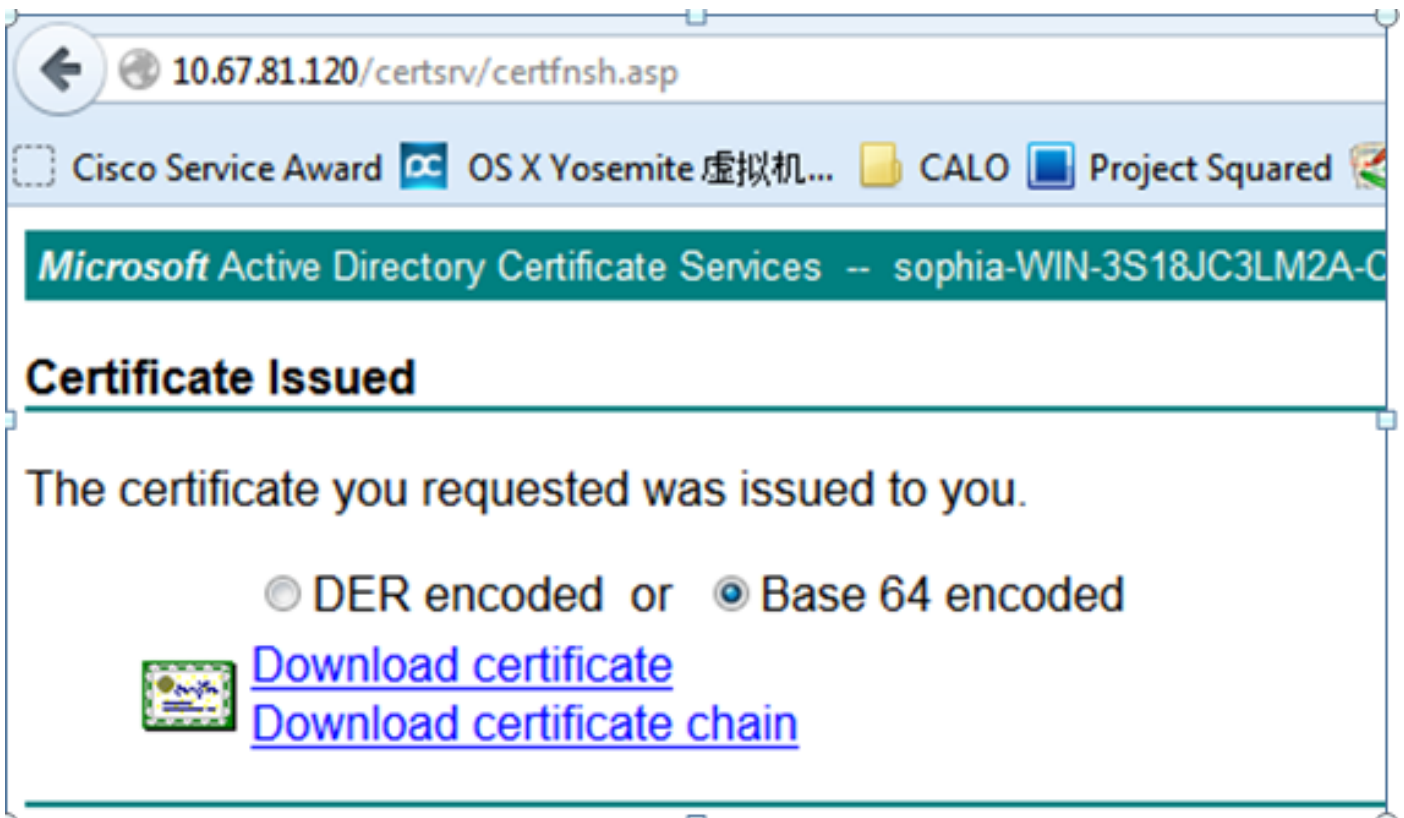 10.67.81.120/certsrv/certfnsh.asp
Cisco Service Award OS X Yosemite 虚拟机... CALO Project Squared
Microsoft Active Directory Certificate Services -- sophia-WIN-3S18JC3LM2A-C
Certificate Issued
The certificate you requested was issued to you.
DER encoded or Base 64 encoded
Download certificate
Download certificate chain